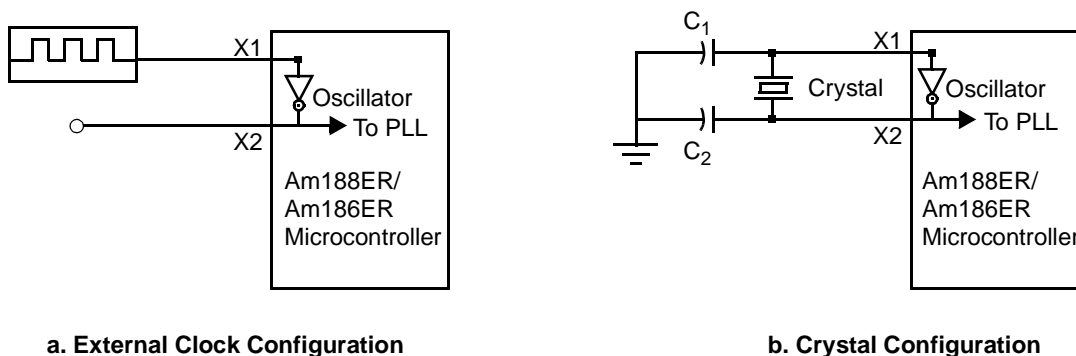 X1
Oscillator
To PLL
X2
Am188ER/
Am186ER
Microcontroller
a. External Clock Configuration
C1
X1
Crystal
Oscillator
To PLL
X2
C2
Am188ER/
Am186ER
Microcontroller
b. Crystal Configuration